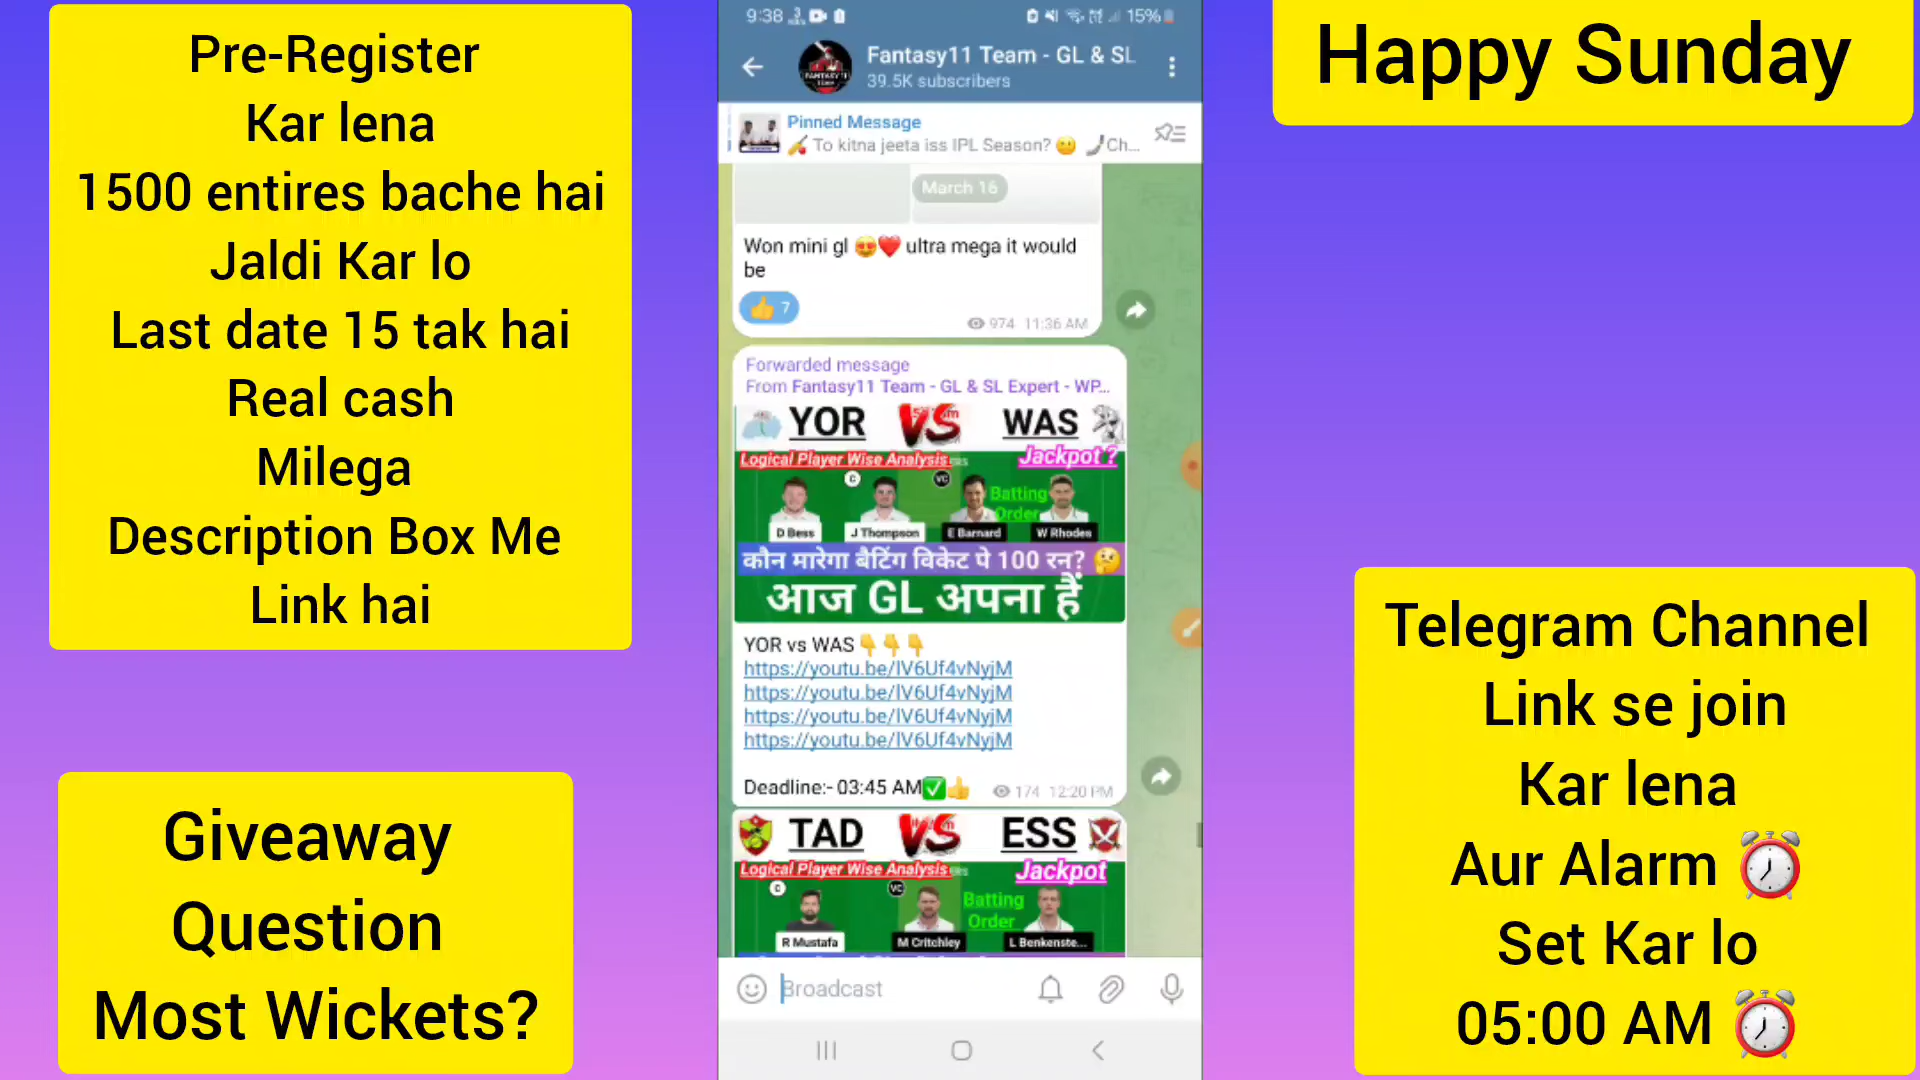 Pre-Register
Kar lena
1500 entires bache hai
Jaldi Kar lo
Last date 15 tak hai
Real cash
Milega
Description Box Me
Link hai
Giveaway
Question
Most Wickets?
9:38
15%
Fantasy11 Team - GL & SL
39.5K subscribers
Pinned Message
🏏 To kitna jeeta iss IPL Season? 🙂 🤳Ch...
March 16
Won mini gl 😍❤️ ultra mega it would
be
👍 7
974 11:36 AM
Forwarded message
From Fantasy11 Team - GL & SL Expert - WP...
YOR VS WAS
Logical Player Wise Analysis
Jackpot ?
C VC
Batting
Order
D Bess J Thompson E Barnard W Rhodes
कौन मारेगा बैटिंग विकेट पे 100 रन? 🤔
आज GL अपना हैं
YOR vs WAS👇👇👇
https://youtu.be/lV6Uf4vNyjM
https://youtu.be/lV6Uf4vNyjM
https://youtu.be/lV6Uf4vNyjM
https://youtu.be/lV6Uf4vNyjM
Deadline:- 03:45 AM✅👍
174 12:20 PM
TAD VS ESS
Logical Player Wise Analysis
Jackpot
C VC
Batting
Order
R Mustafa M Critchley L Benkenste...
Broadcast
Happy Sunday
Telegram Channel
Link se join
Kar lena
Aur Alarm ⏰
Set Kar lo
05:00 AM ⏰